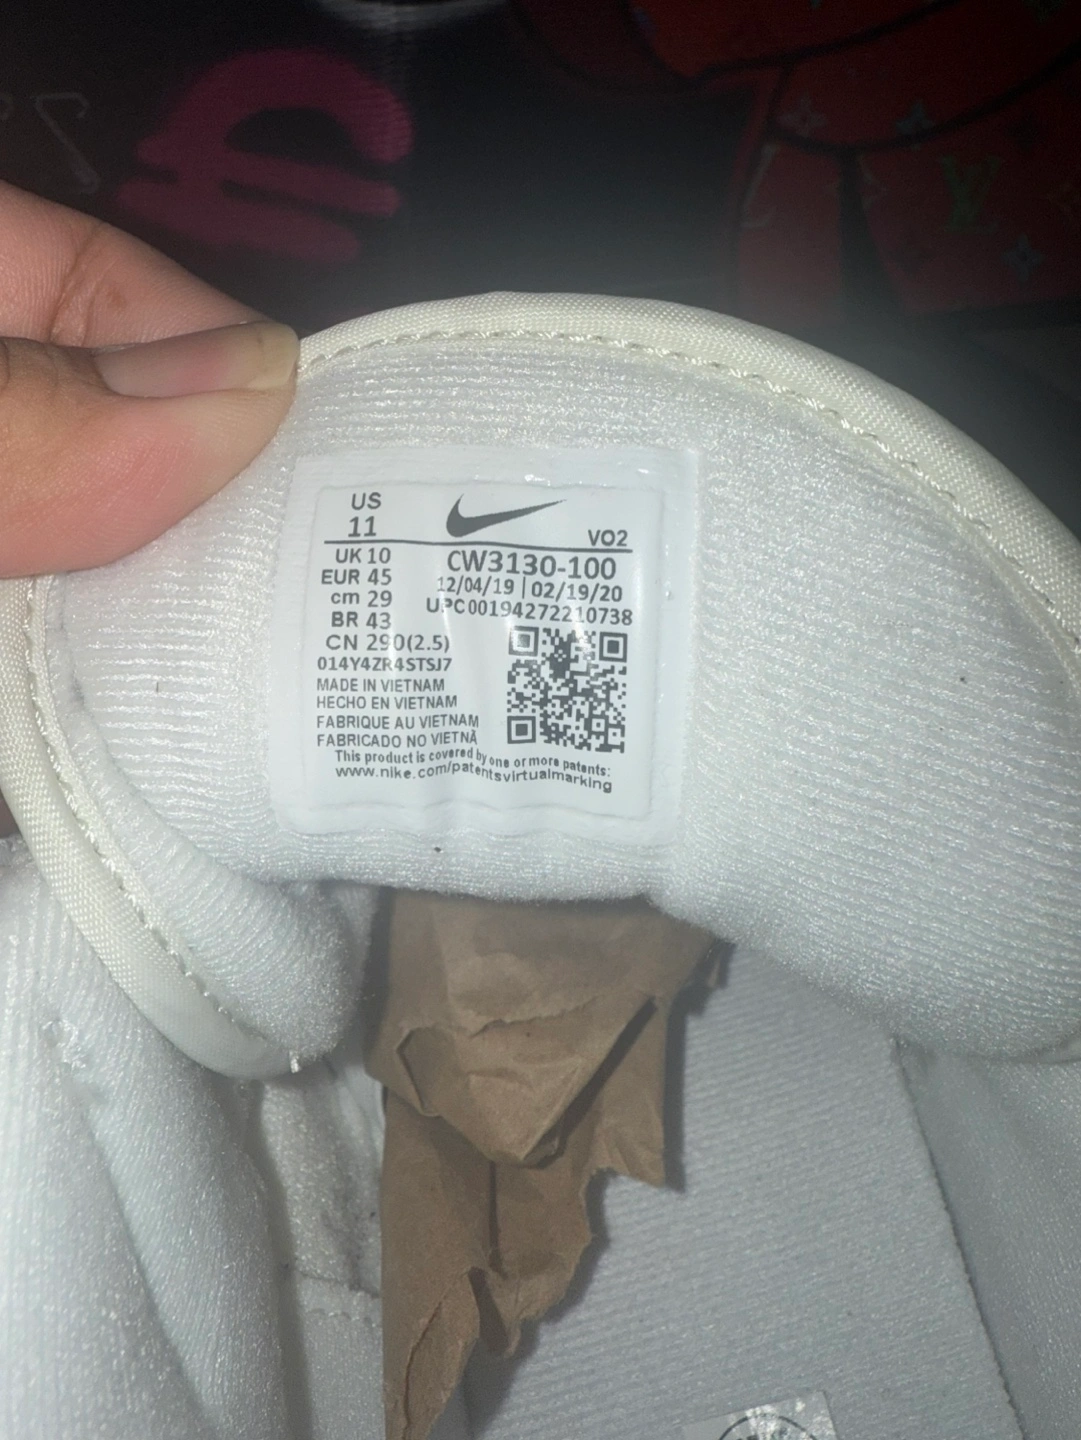 US
11
VO2
UK 10
EUR 45
cm 29
BR 43
CN 290(2.5)
CW3130-100
12/04/19 | 02/19/20
UPC00194272210738
014Y4ZR4STSJ7
MADE IN VIETNAM
HECHO EN VIETNAM
FABRIQUE AU VIETNAM
FABRICADO NO VIETNÃ
This product is covered by one or more patents:
www.nike.com/patentsvirtualmarking